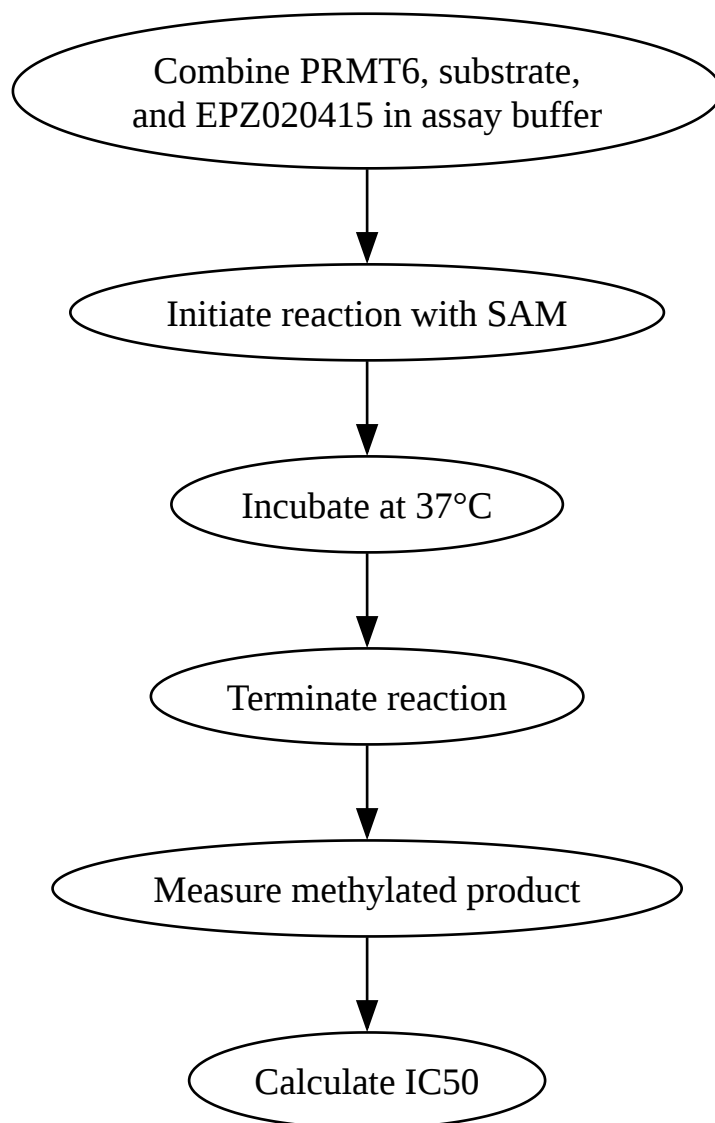 Combine PRMT6, substrate,
and EPZ020415 in assay buffer
Initiate reaction with SAM
Incubate at 37°C
Terminate reaction
Measure methylated product
Calculate IC50